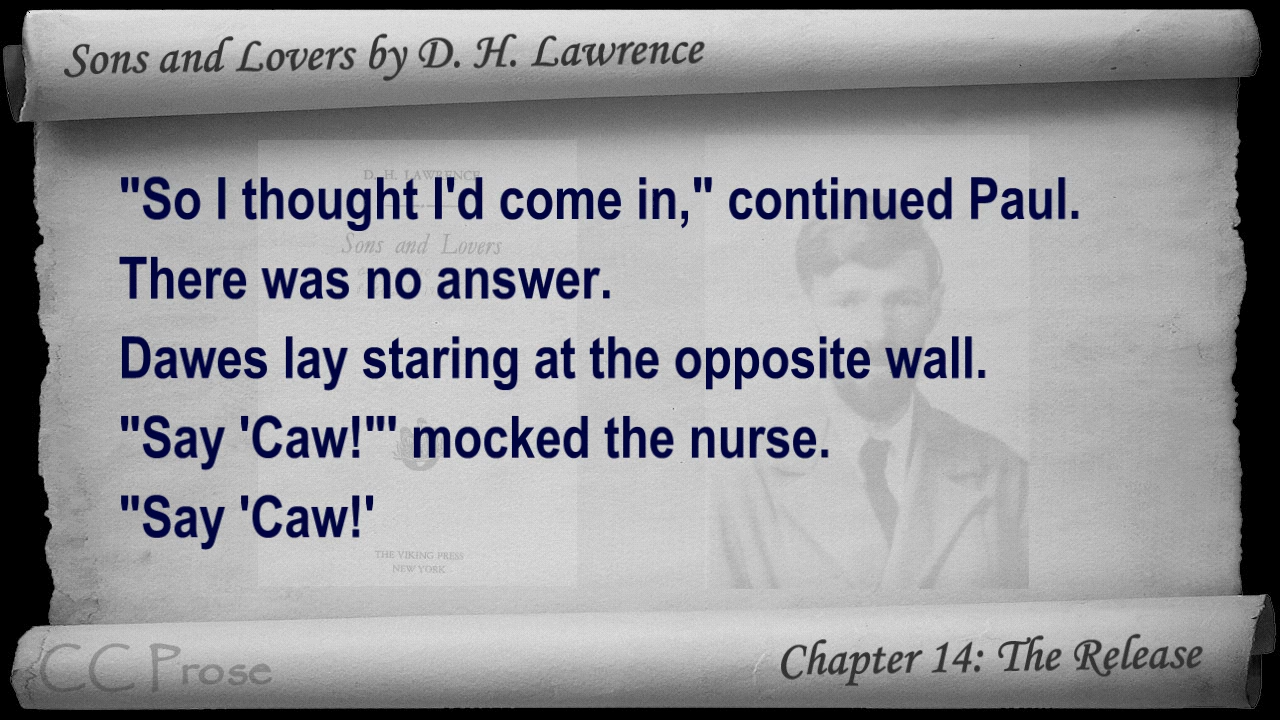 Sons and Lovers by D. H. Lawrence
D. H. LAWRENCE
Sons and Lovers
"So I thought I'd come in," continued Paul.
There was no answer.
Dawes lay staring at the opposite wall.
"Say 'Caw!'" mocked the nurse.
"Say 'Caw!'
THE VIKING PRESS
NEW YORK
CC Prose
Chapter 14: The Release